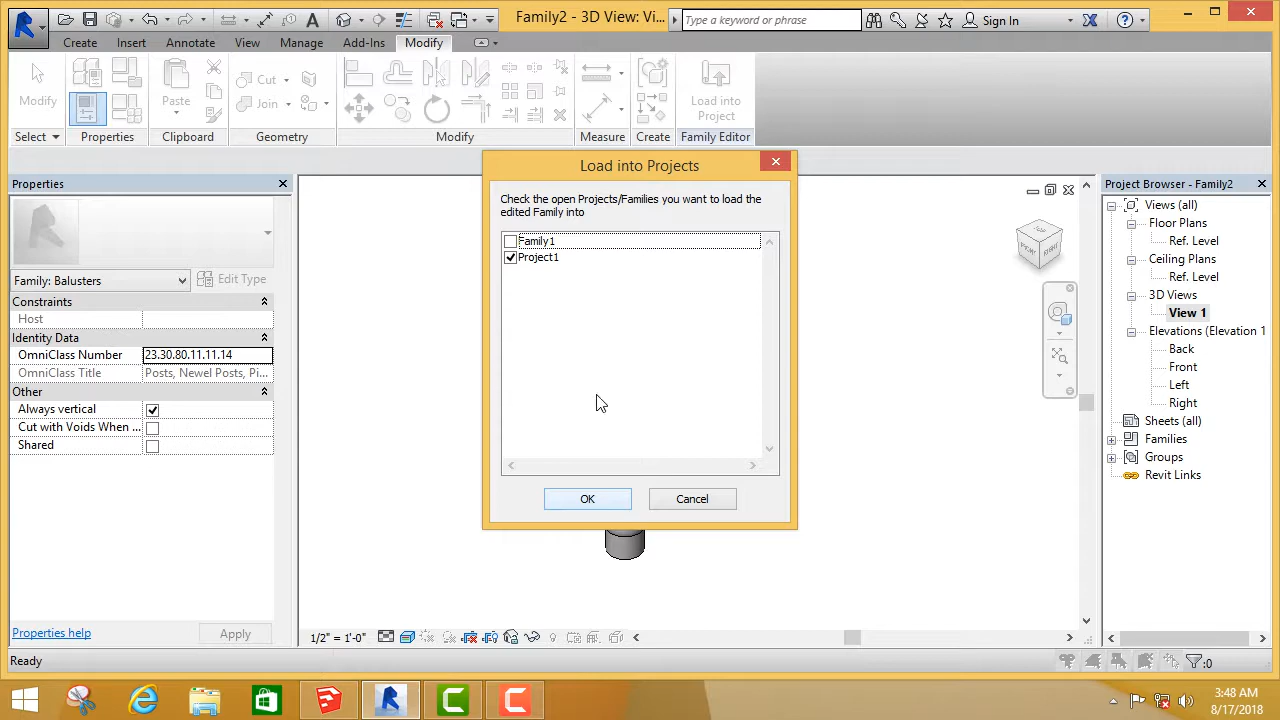 Family2 - 3D View: Vi...
Type a keyword or phrase
Sign In
Create
Insert
Annotate
View
Manage
Add-Ins
Modify
Modify
Paste
Cut
Join
Load into
Project
Select
Properties
Clipboard
Geometry
Modify
Measure
Create
Family Editor
Properties
Family: Balusters
Edit Type
Constraints
Host
Identity Data
OmniClass Number 23.30.80.11.11.14
OmniClass Title Posts, Newel Posts, Pi...
Other
Always vertical
Cut with Voids When ...
Shared
Properties help
Apply
Load into Projects
Check the open Projects/Families you want to load the
edited Family into
Family1
Project1
OK
Cancel
1/2" = 1'-0"
Project Browser - Family2
Views (all)
Floor Plans
Ref. Level
Ceiling Plans
Ref. Level
3D Views
View 1
Elevations (Elevation 1
Back
Front
Left
Right
Sheets (all)
Families
Groups
Revit Links
Ready
:0
3:48 AM
8/17/2018